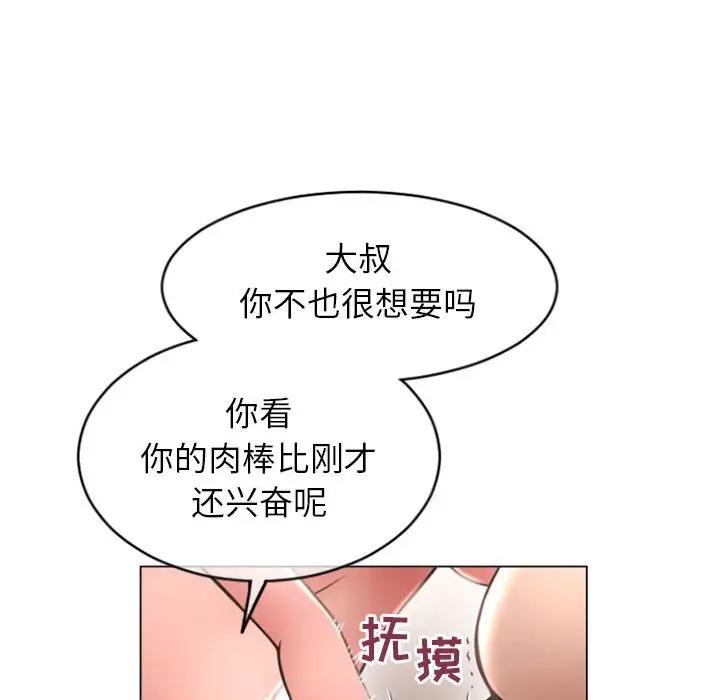 大叔
你不也很想要吗
你看
你的肉棒比刚才
还兴奋呢
抚摸